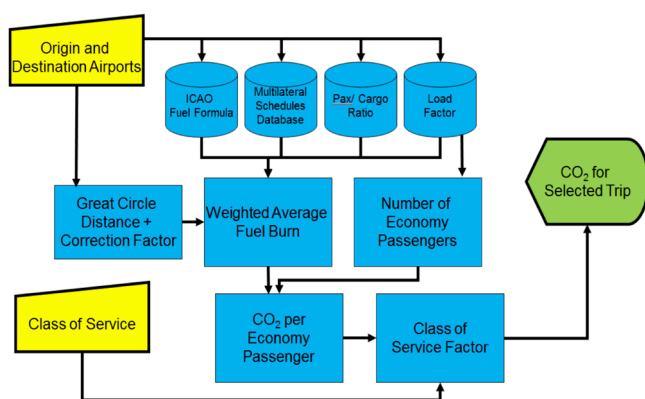 Origin and
Destination Airports
ICAO
Fuel Formula
Multilateral
Schedules
Database
Pax/ Cargo
Ratio
Load
Factor
CO₂ for
Selected Trip
Great Circle
Distance +
Correction Factor
Weighted Average
Fuel Burn
Number of
Economy
Passengers
Class of Service
CO₂ per
Economy
Passenger
Class of
Service Factor